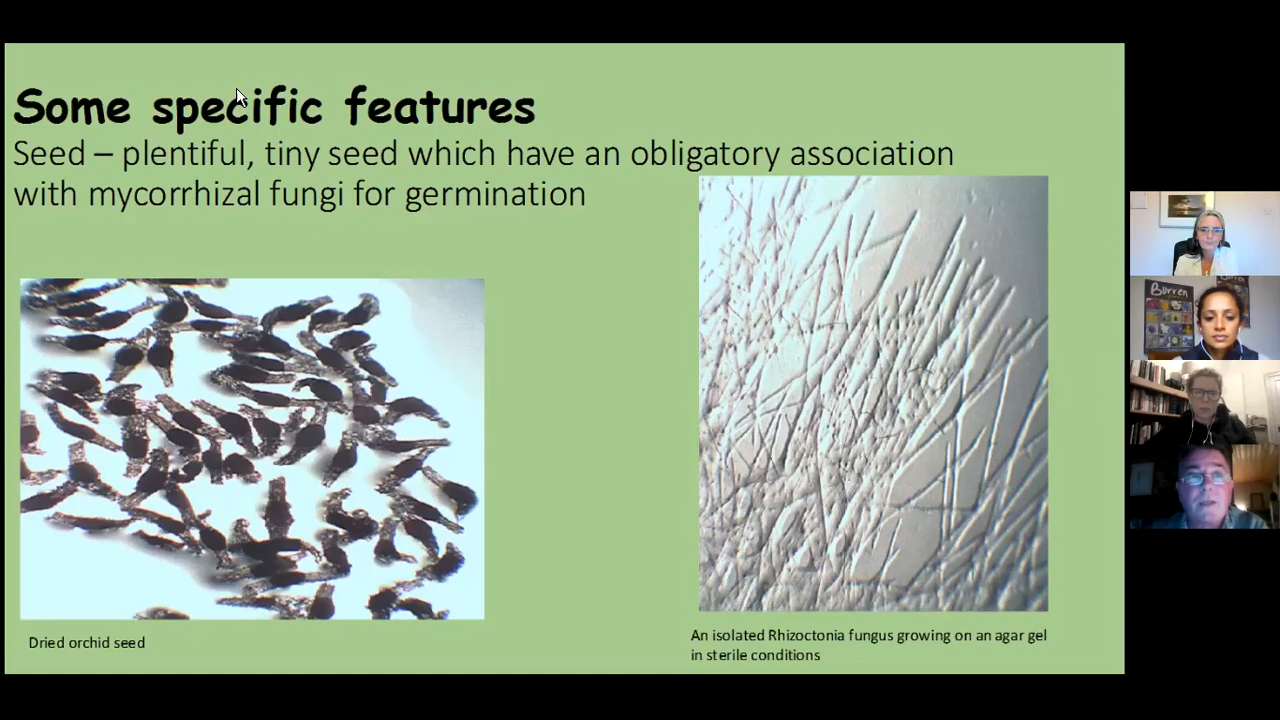 Some specific features
Seed – plentiful, tiny seed which have an obligatory association
with mycorrhizal fungi for germination
Dried orchid seed
An isolated Rhizoctonia fungus growing on an agar gel
in sterile conditions
Burren